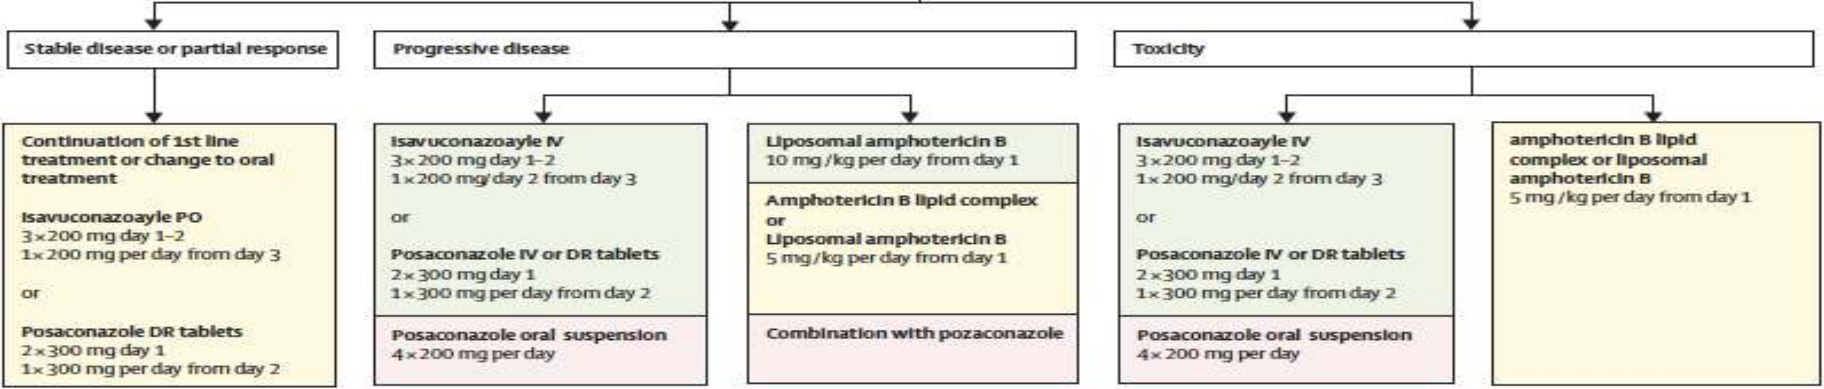 Stable disease or partial response
Progressive disease
Toxicity
Continuation of 1st line
treatment or change to oral
treatment
Isavuconazoayle PO
3×200 mg day 1–2
1×200 mg per day from day 3
or
Posaconazole DR tablets
2×300 mg day 1
1×300 mg per day from day 2
Isavuconazoayle IV
3×200 mg day 1–2
1×200 mg/day 2 from day 3
or
Posaconazole IV or DR tablets
2×300 mg day 1
1×300 mg per day from day 2
Posaconazole oral suspension
4×200 mg per day
Liposomal amphotericin B
10 mg/kg per day from day 1
Amphotericin B lipid complex
or
Liposomal amphotericin B
5 mg/kg per day from day 1
Combination with pozaconazole
Isavuconazoayle IV
3×200 mg day 1–2
1×200 mg/day 2 from day 3
or
Posaconazole IV or DR tablets
2×300 mg day 1
1×300 mg per day from day 2
Posaconazole oral suspension
4×200 mg per day
amphotericin B lipid
complex or liposomal
amphotericin B
5 mg/kg per day from day 1